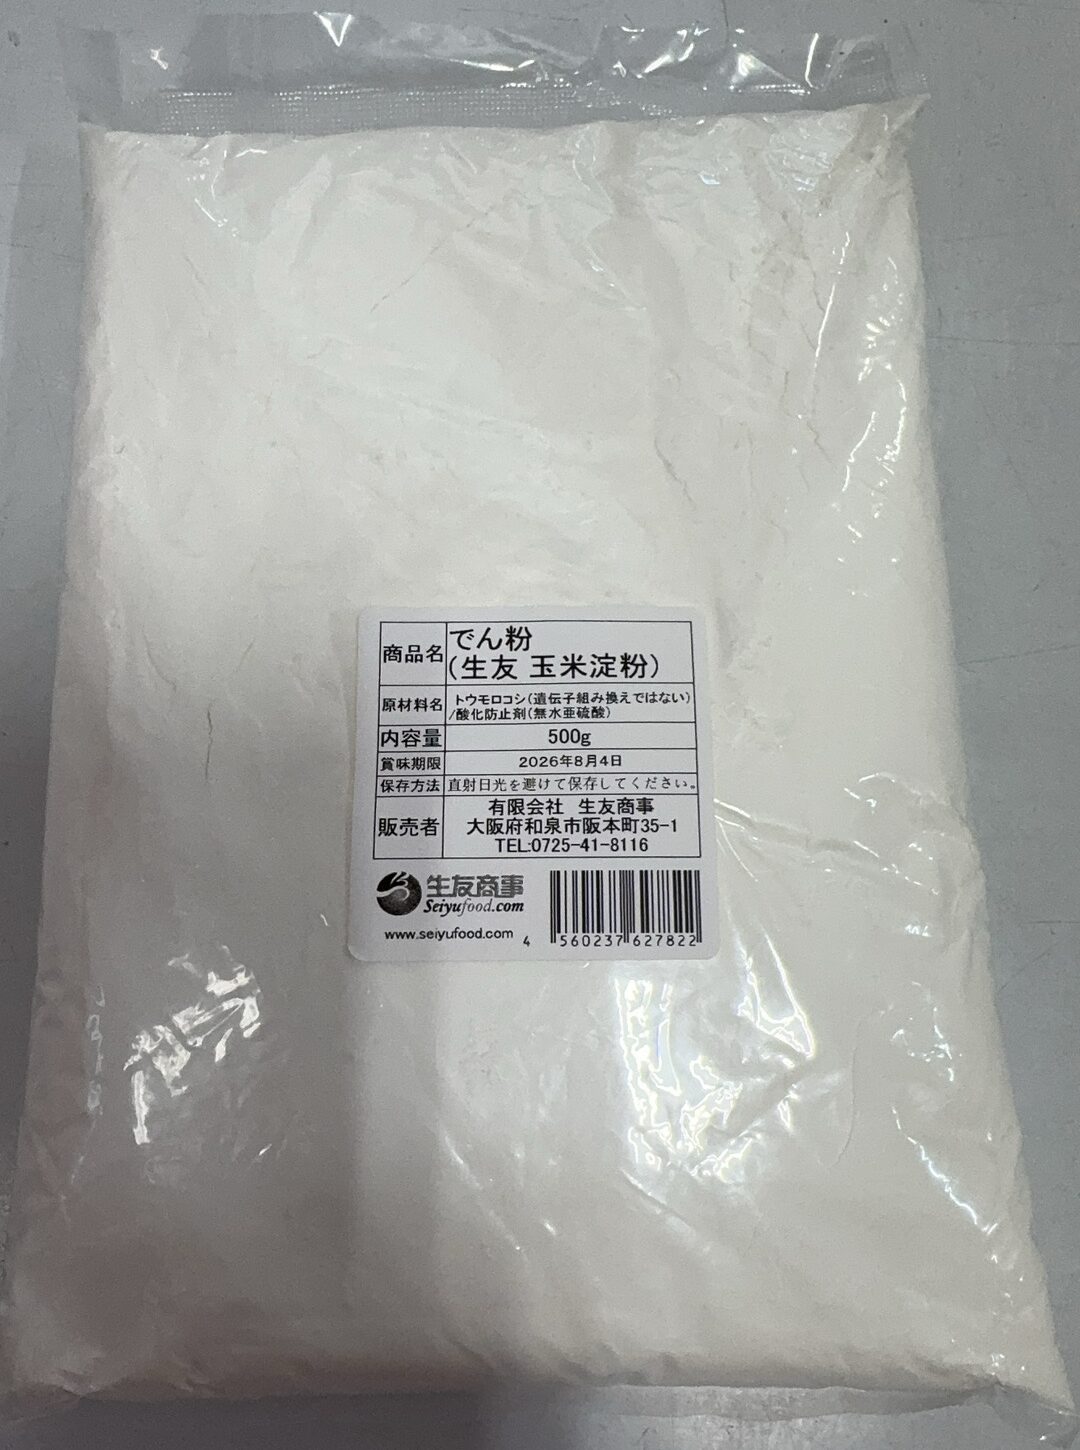 商品名 でん粉
(生友 玉米淀粉)
原材料名 トウモロコシ(遺伝子組み換えではない)
/酸化防止剤(無水亜硫酸)
内容量 500g
賞味期限 2026年8月4日
保存方法 直射日光を避けて保存してください。
販売者 有限会社 生友商事
大阪府和泉市阪本町35-1
TEL:0725-41-8116
生友商事
Seiyufood.com
www.seiyufood.com
4 560237 627822